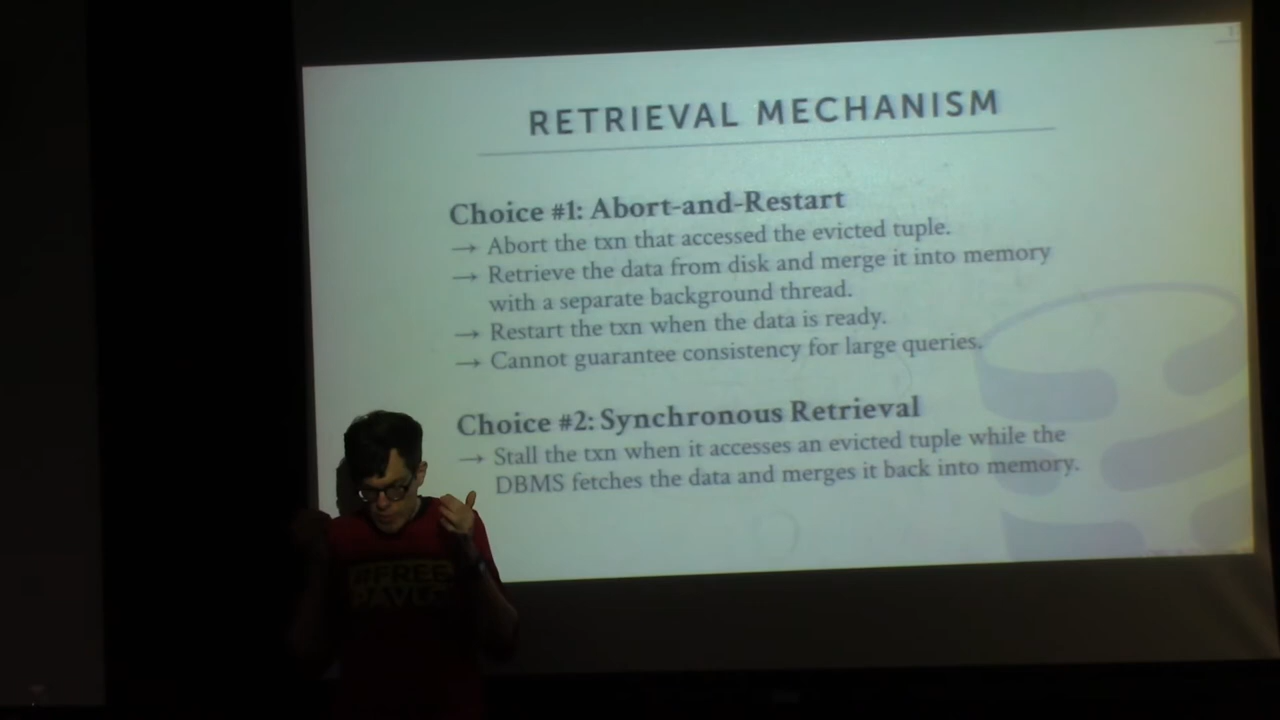 RETRIEVAL MECHANISM
Choice #1: Abort-and-Restart
→ Abort the txn that accessed the evicted tuple.
→ Retrieve the data from disk and merge it into memory
with a separate background thread.
→ Restart the txn when the data is ready.
→ Cannot guarantee consistency for large queries.
Choice #2: Synchronous Retrieval
→ Stall the txn when it accesses an evicted tuple while the
DBMS fetches the data and merges it back into memory.
#FREE
PAVLO